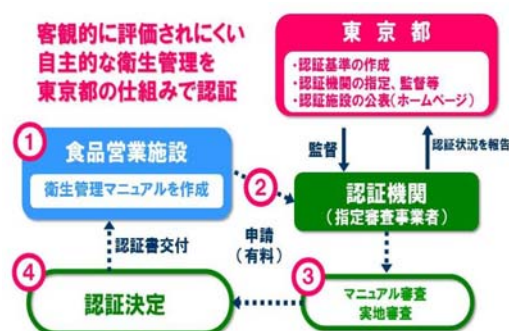 客観的に評価されにくい
自主的な衛生管理を
東京都の仕組みで認証
東京都
・認証基準の作成
・認証機関の指定、監督等
・認証施設の公表(ホームページ)
1
食品営業施設
衛生管理マニュアルを作成
監督
認証状況を報告
2
認証機関
(指定審査事業者)
認証書交付
申請
(有料)
4
認証決定
3
マニュアル審査
実地審査